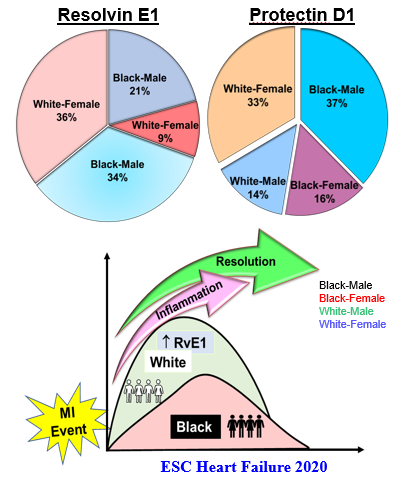 Resolvin E1
Protectin D1
Black-Male
21%
White-Female
36%
White-Female
9%
Black-Male
34%
White-Female
33%
Black-Male
37%
White-Male
14%
Black-Female
16%
Resolution
Inflammation
Black-Male
Black-Female
White-Male
White-Female
↑ RvE1
White
MI
Event
Black
ESC Heart Failure 2020